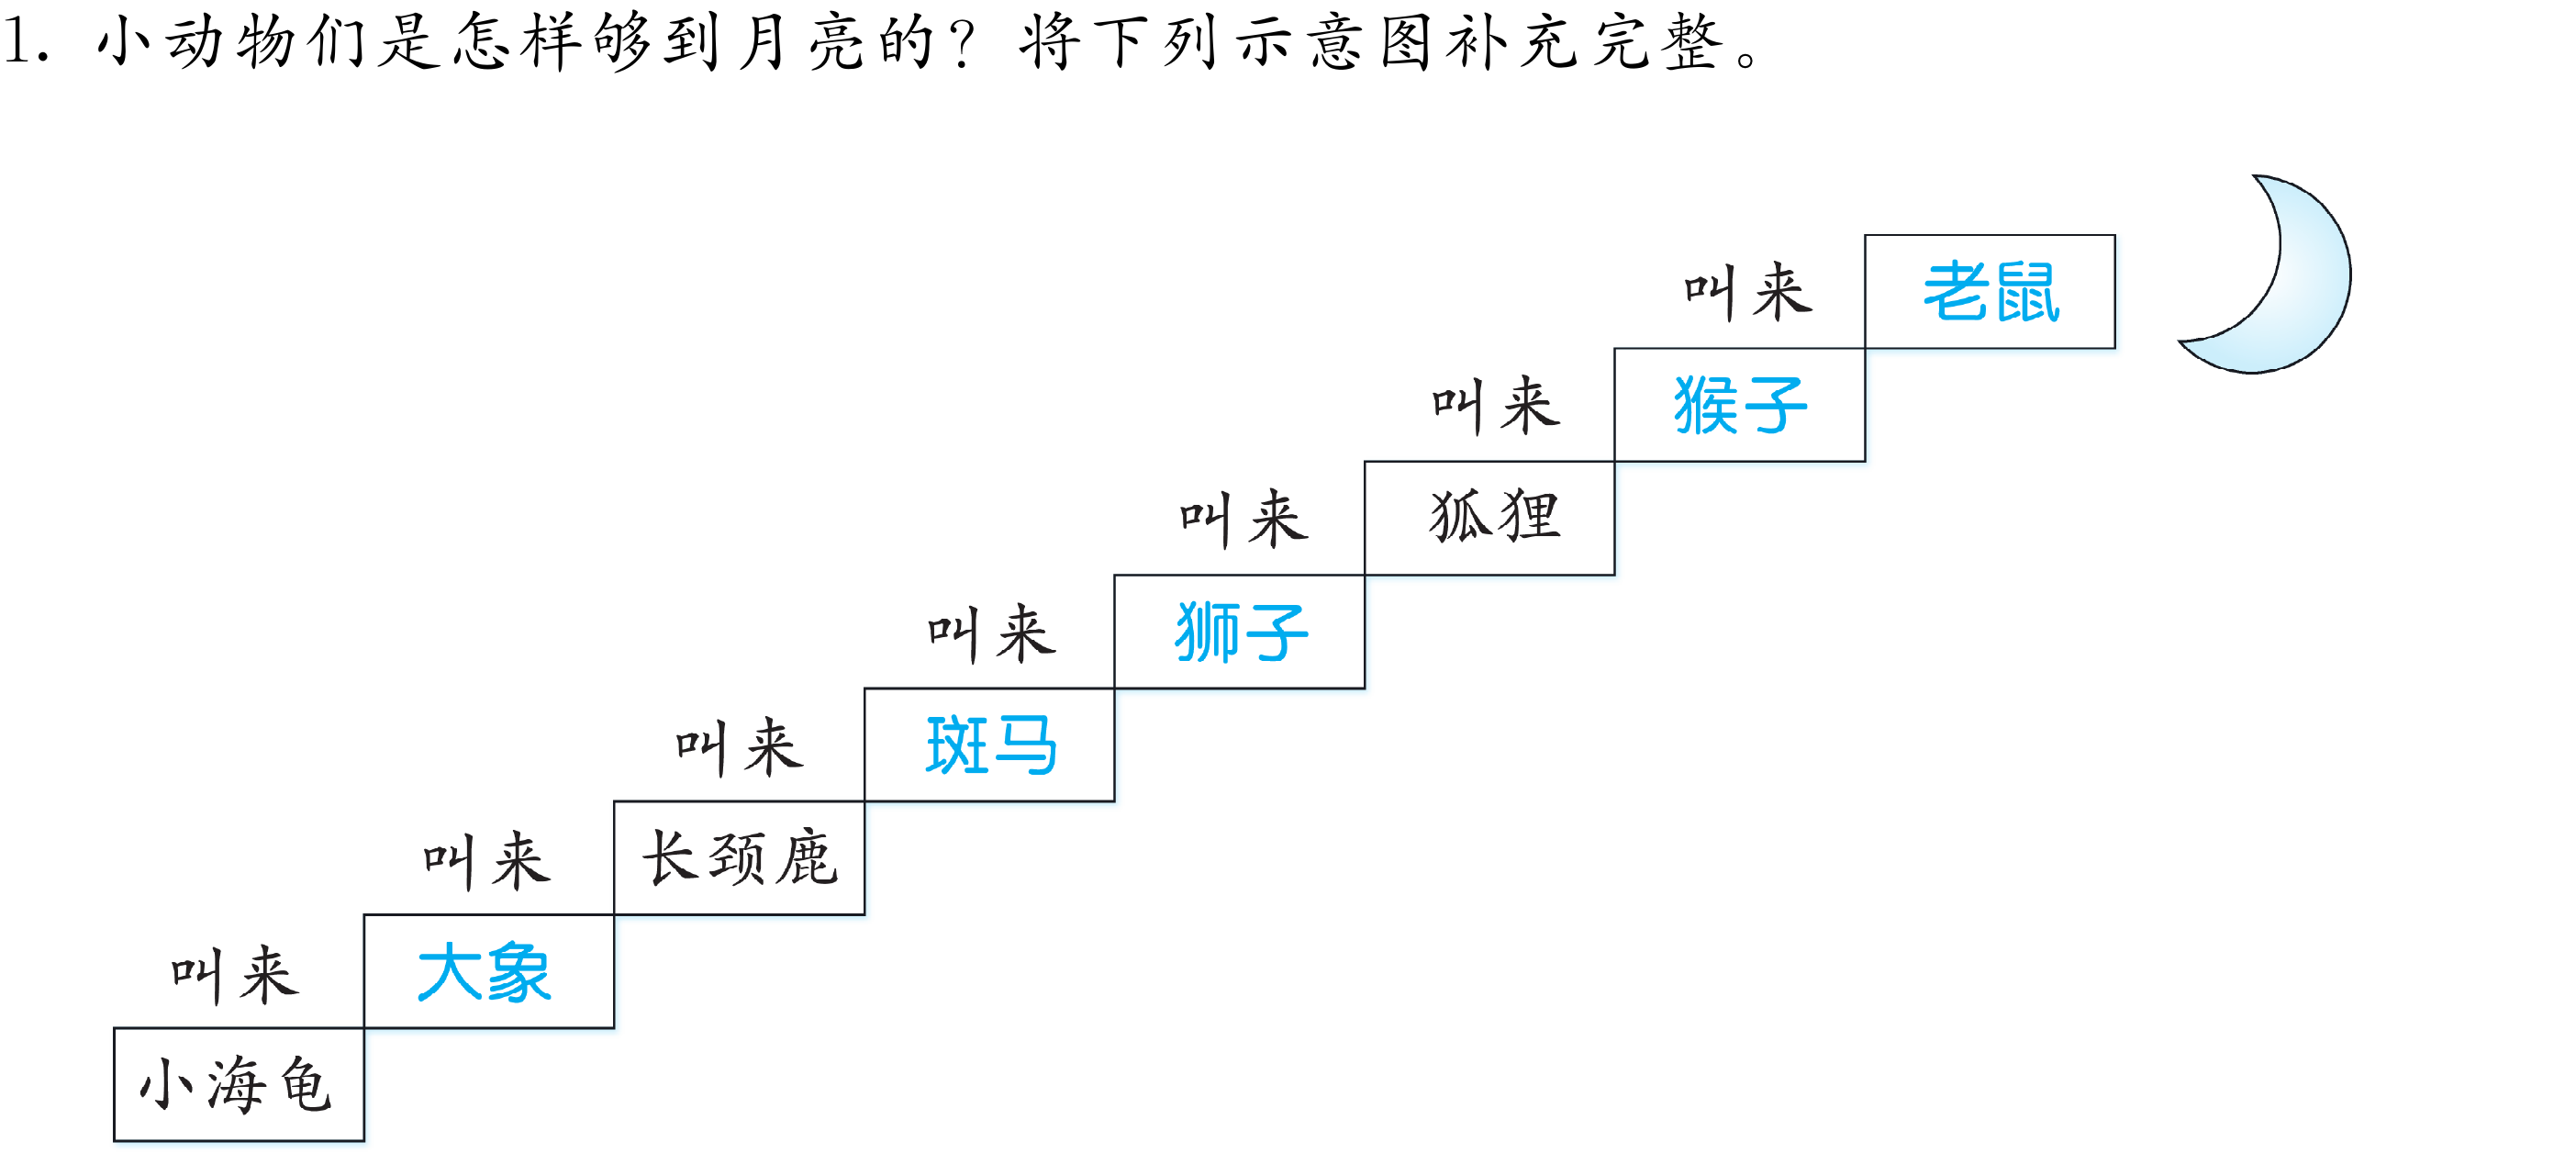 1. 小动物们是怎样够到月亮的？将下列示意图补充完整。
叫来 老鼠
叫来 猴子
叫来 狐狸
叫来 狮子
叫来 斑马
叫来 长颈鹿
叫来 大象
小海龟